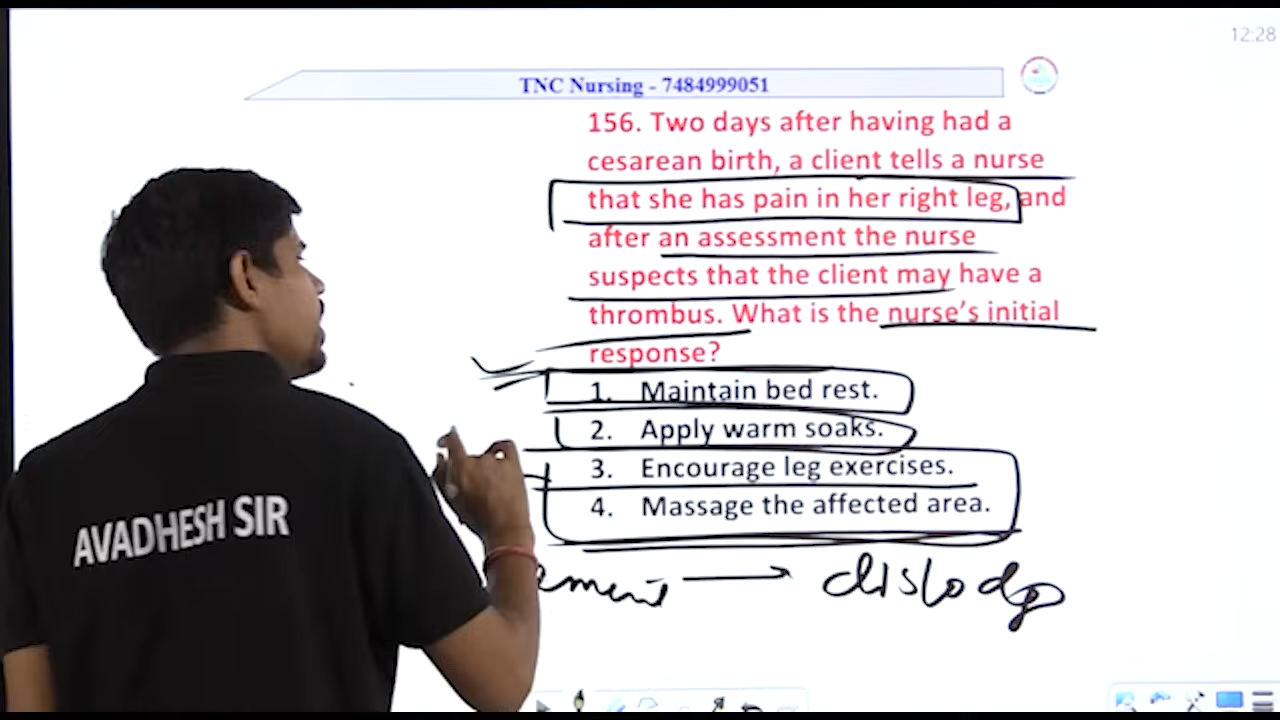 12:28
TNC Nursing - 7484999051
156. Two days after having had a
cesarean birth, a client tells a nurse
that she has pain in her right leg, and
after an assessment the nurse
suspects that the client may have a
thrombus. What is the nurse's initial
response?
1. Maintain bed rest.
2. Apply warm soaks.
3. Encourage leg exercises.
4. Massage the affected area.
AVADHESH SIR